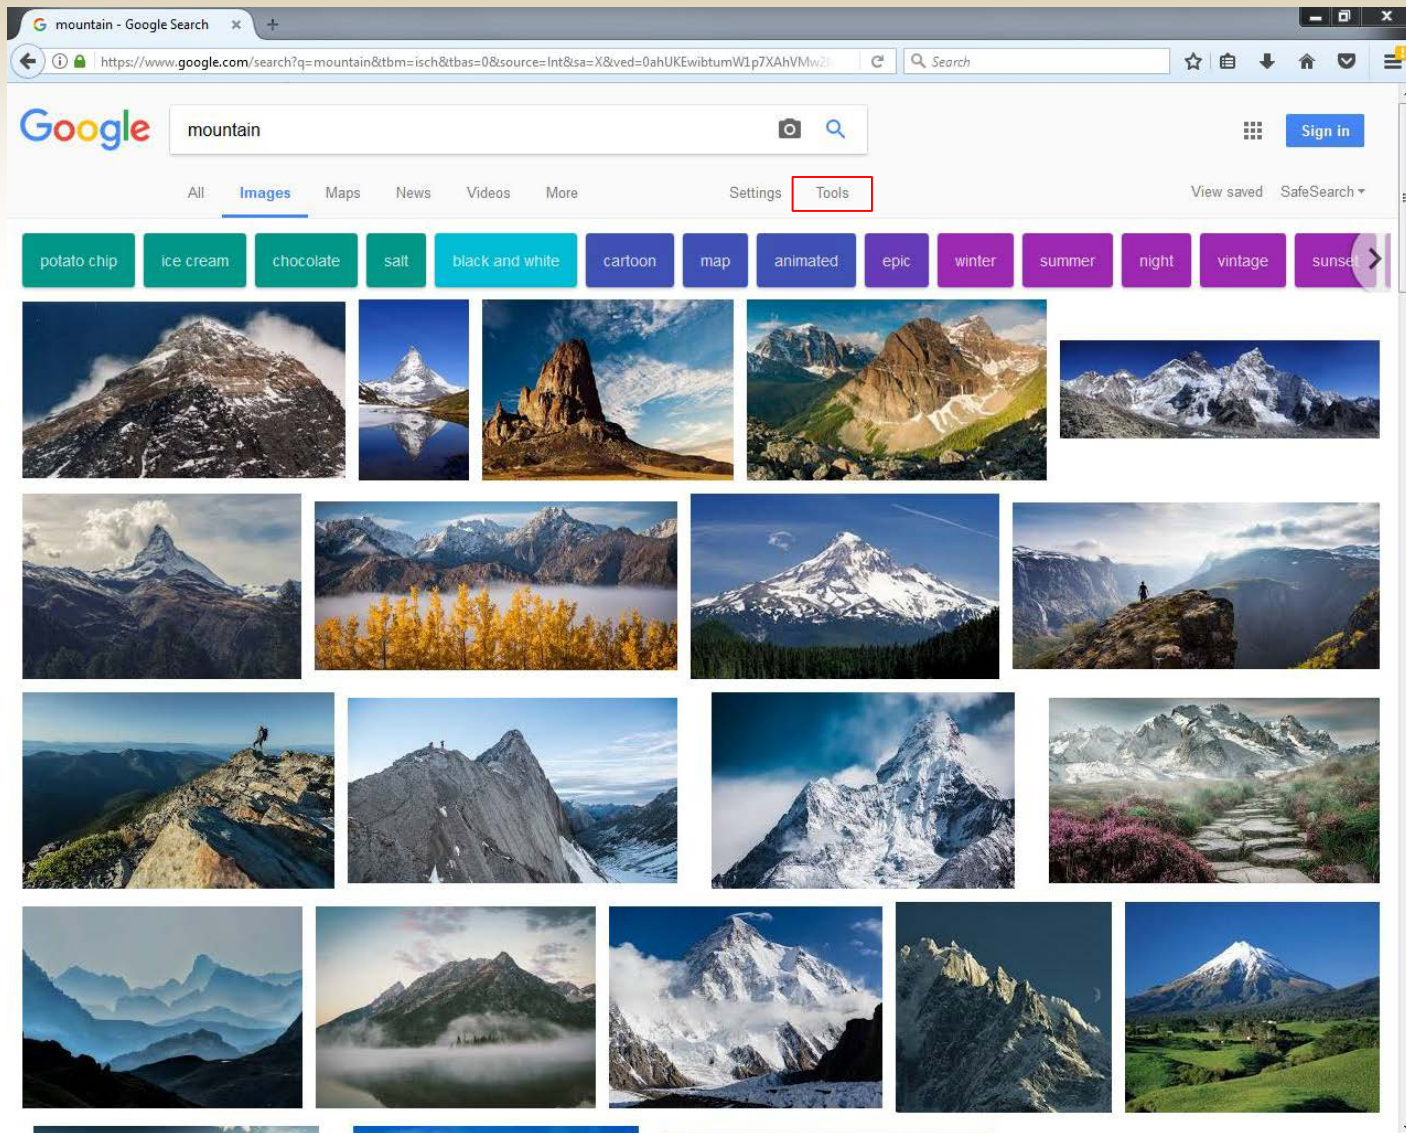 mountain - Google Search
https://www.google.com/search?q=mountain&tbm=isch&tbas=0&source=lnt&sa=X&ved=0ahUKEwibtumW1p7XAhVMw2
Search
Google
mountain
Sign in
All Images Maps News Videos More Settings Tools View saved SafeSearch
potato chip ice cream chocolate salt black and white cartoon map animated epic winter summer night vintage sunset